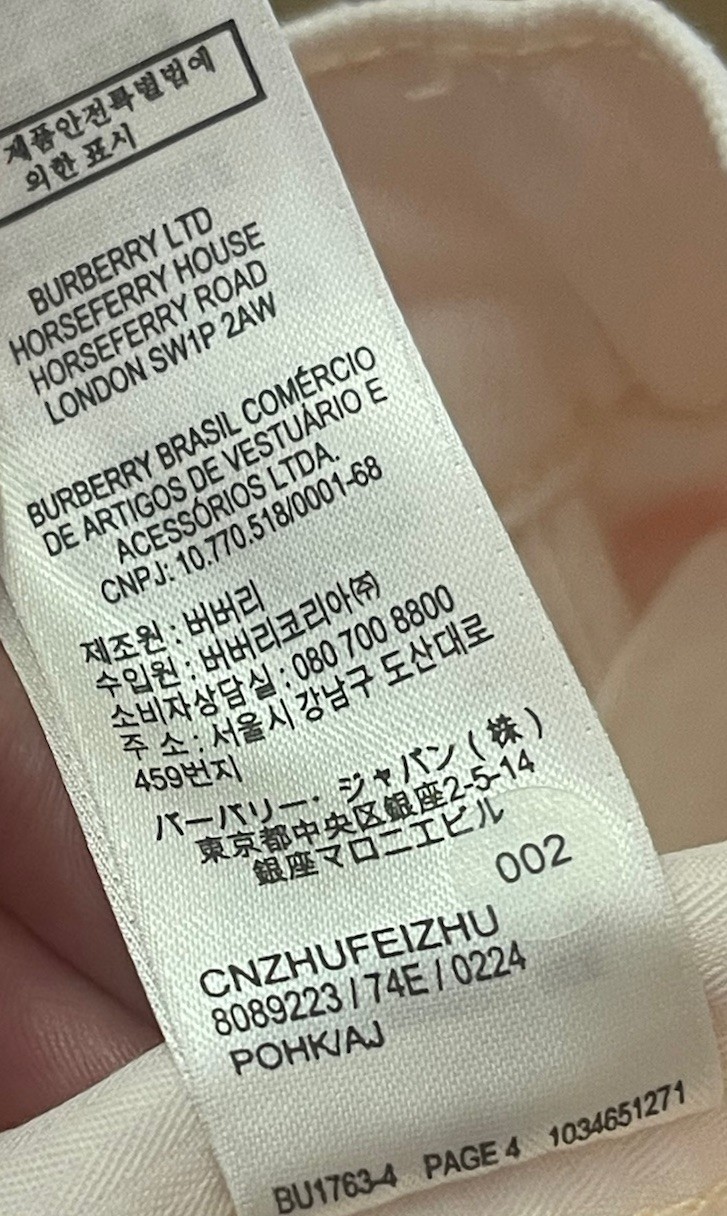 제품안전특별법에
의한 표시
BURBERRY LTD
HORSEFERRY HOUSE
HORSEFERRY ROAD
LONDON SW1P 2AW
BURBERRY BRASIL COMÉRCIO
DE ARTIGOS DE VESTUÁRIO E
ACESSÓRIOS LTDA.
CNPJ: 10.770.518/0001-68
제조원 : 버버리
수입원 : 버버리코리아㈜
소비자상담실 : 080 700 8800
주 소 : 서울시 강남구 도산대로
459번지
バーバリー・ジャパン(株)
東京都中央区銀座2-5-14
銀座マロニエビル
002
CNZHUFEIZHU
8089223 / 74E / 0224
POHK/AJ
BU1763-4 PAGE 4 1034651271